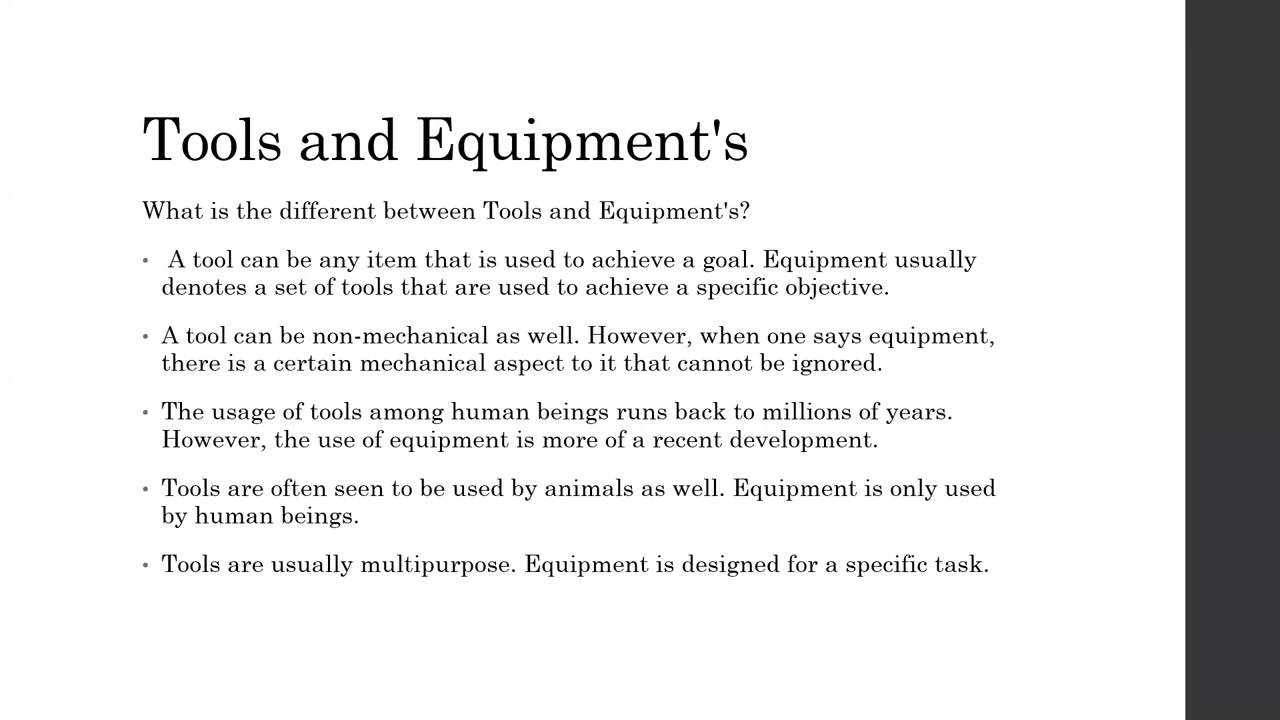 Tools and Equipment's
What is the different between Tools and Equipment's?
• A tool can be any item that is used to achieve a goal. Equipment usually
denotes a set of tools that are used to achieve a specific objective.
• A tool can be non-mechanical as well. However, when one says equipment,
there is a certain mechanical aspect to it that cannot be ignored.
• The usage of tools among human beings runs back to millions of years.
However, the use of equipment is more of a recent development.
• Tools are often seen to be used by animals as well. Equipment is only used
by human beings.
• Tools are usually multipurpose. Equipment is designed for a specific task.